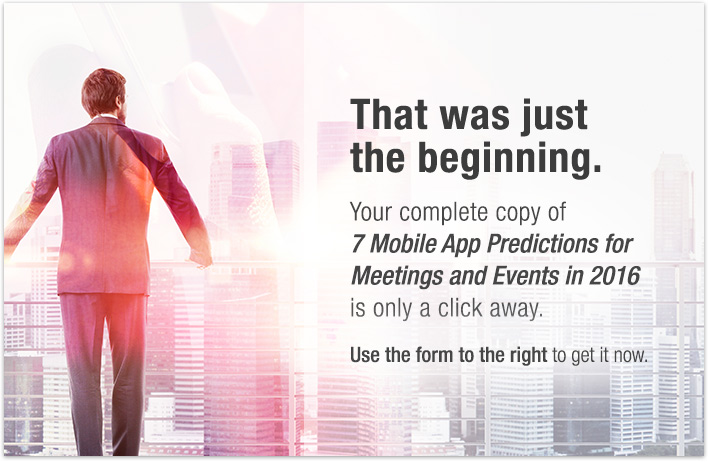 That was just
the beginning.
Your complete copy of
7 Mobile App Predictions for
Meetings and Events in 2016
is only a click away.
Use the form to the right to get it now.